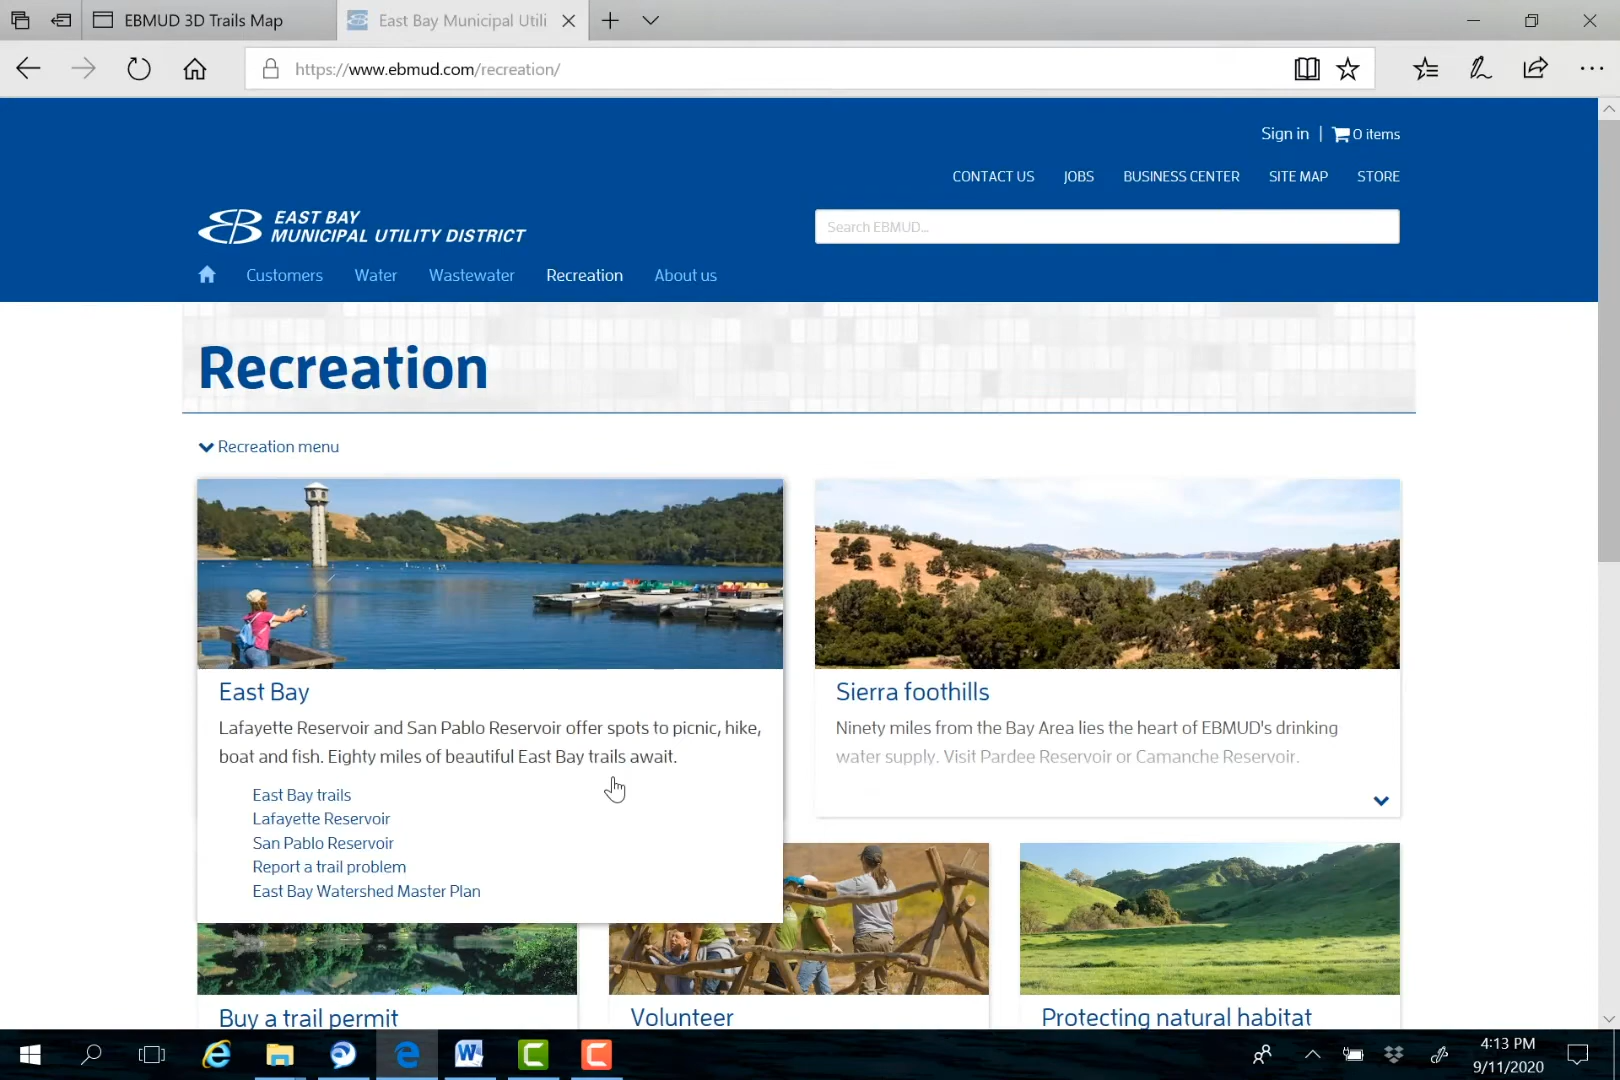 EBMUD 3D Trails Map
East Bay Municipal Utili
https://www.ebmud.com/recreation/
Sign in | 0 items
CONTACT US JOBS BUSINESS CENTER SITE MAP STORE
EAST BAY
MUNICIPAL UTILITY DISTRICT
Search EBMUD...
Customers Water Wastewater Recreation About us
Recreation
Recreation menu
East Bay
Lafayette Reservoir and San Pablo Reservoir offer spots to picnic, hike,
boat and fish. Eighty miles of beautiful East Bay trails await.
East Bay trails
Lafayette Reservoir
San Pablo Reservoir
Report a trail problem
East Bay Watershed Master Plan
Sierra foothills
Ninety miles from the Bay Area lies the heart of EBMUD's drinking
water supply. Visit Pardee Reservoir or Camanche Reservoir.
Buy a trail permit
Volunteer
Protecting natural habitat
4:13 PM
9/11/2020